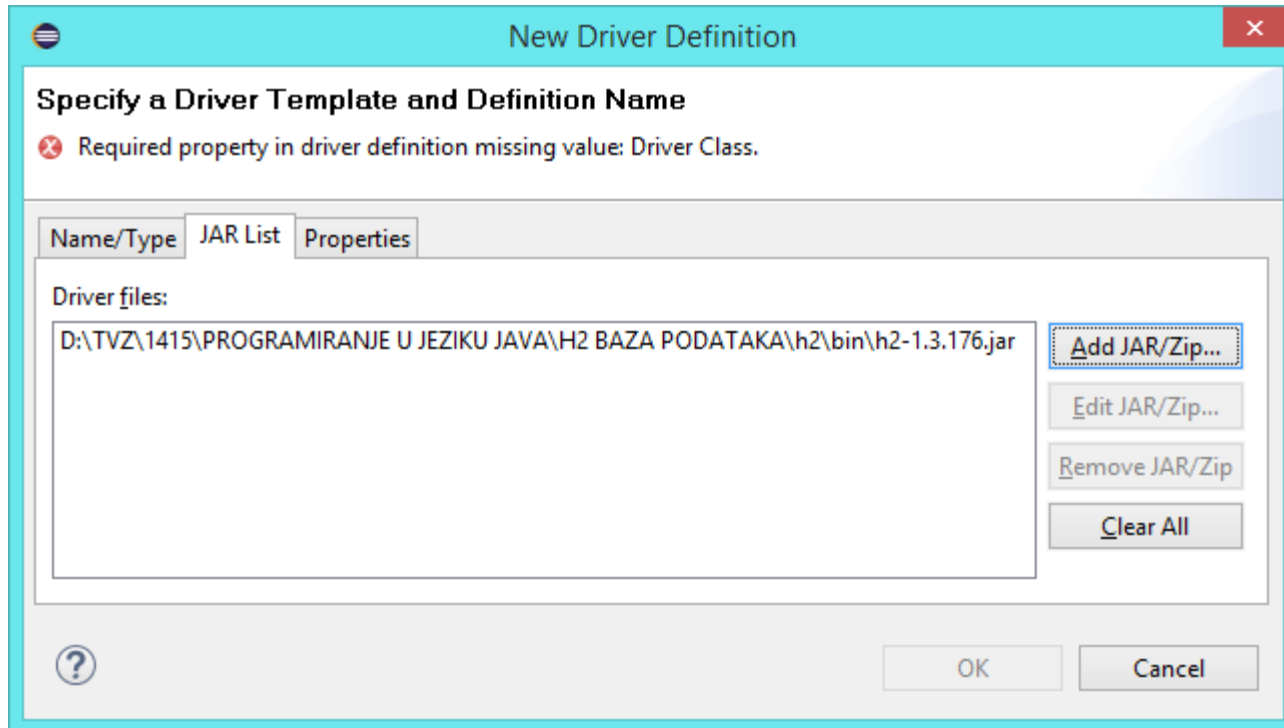 New Driver Definition
Specify a Driver Template and Definition Name
Required property in driver definition missing value: Driver Class.
Name/Type JAR List Properties
Driver files:
D:\TVZ\1415\PROGRAMIRANJE U JEZIKU JAVA\H2 BAZA PODATAKA\h2\bin\h2-1.3.176.jar
Add JAR/Zip...
Edit JAR/Zip...
Remove JAR/Zip
Clear All
? OK Cancel